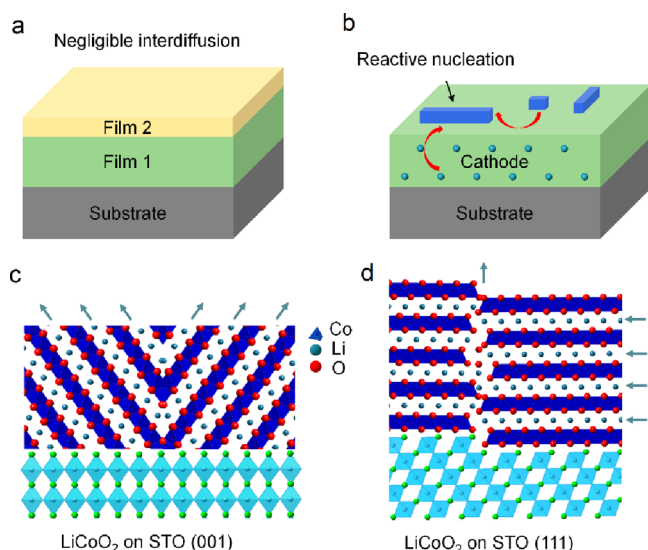 a
Negligible interdiffusion
Film 2
Film 1
Substrate
b
Reactive nucleation
Cathode
Substrate
c
Co
Li
O
LiCoO₂ on STO (001)
d
LiCoO₂ on STO (111)